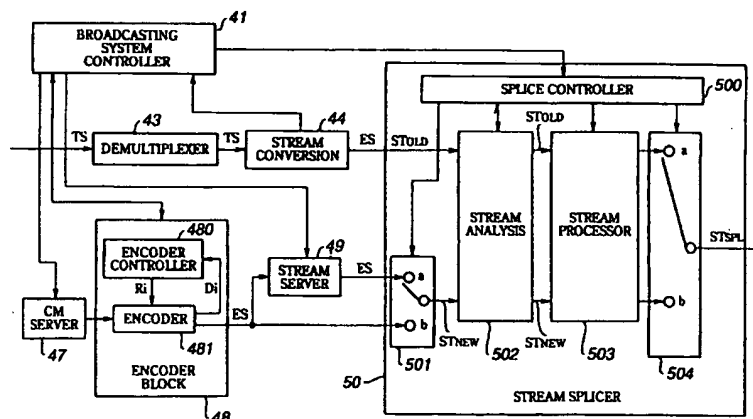 41
BROADCASTING
SYSTEM
CONTROLLER
500
SPLICE CONTROLLER
43
44
TS
DEMULTIPLEXER
TS
STREAM
CONVERSION
ES
STOLD
STOLD
a
STREAM
ANALYSIS
STREAM
PROCESSOR
STSPL
480
ENCODER
CONTROLLER
49
STREAM
SERVER
ES
a
Ri
Di
CM
SERVER
ENCODER
ES
b
b
47
481
STNEW
502
STNEW
503
501
504
ENCODER
BLOCK
50
STREAM SPLICER
48